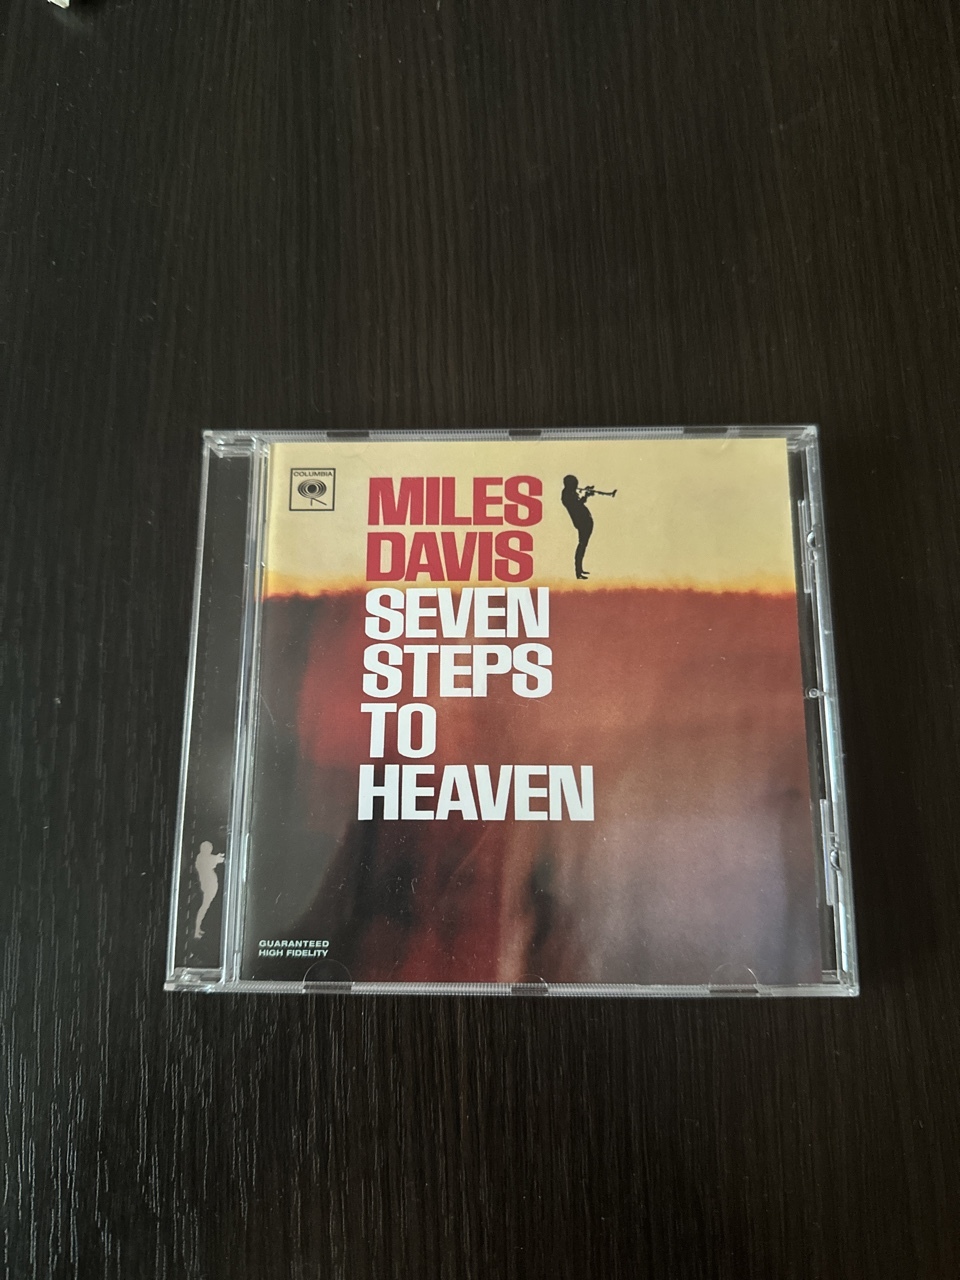 COLUMBIA
MILES
DAVIS
SEVEN
STEPS
TO
HEAVEN
GUARANTEED
HIGH FIDELITY